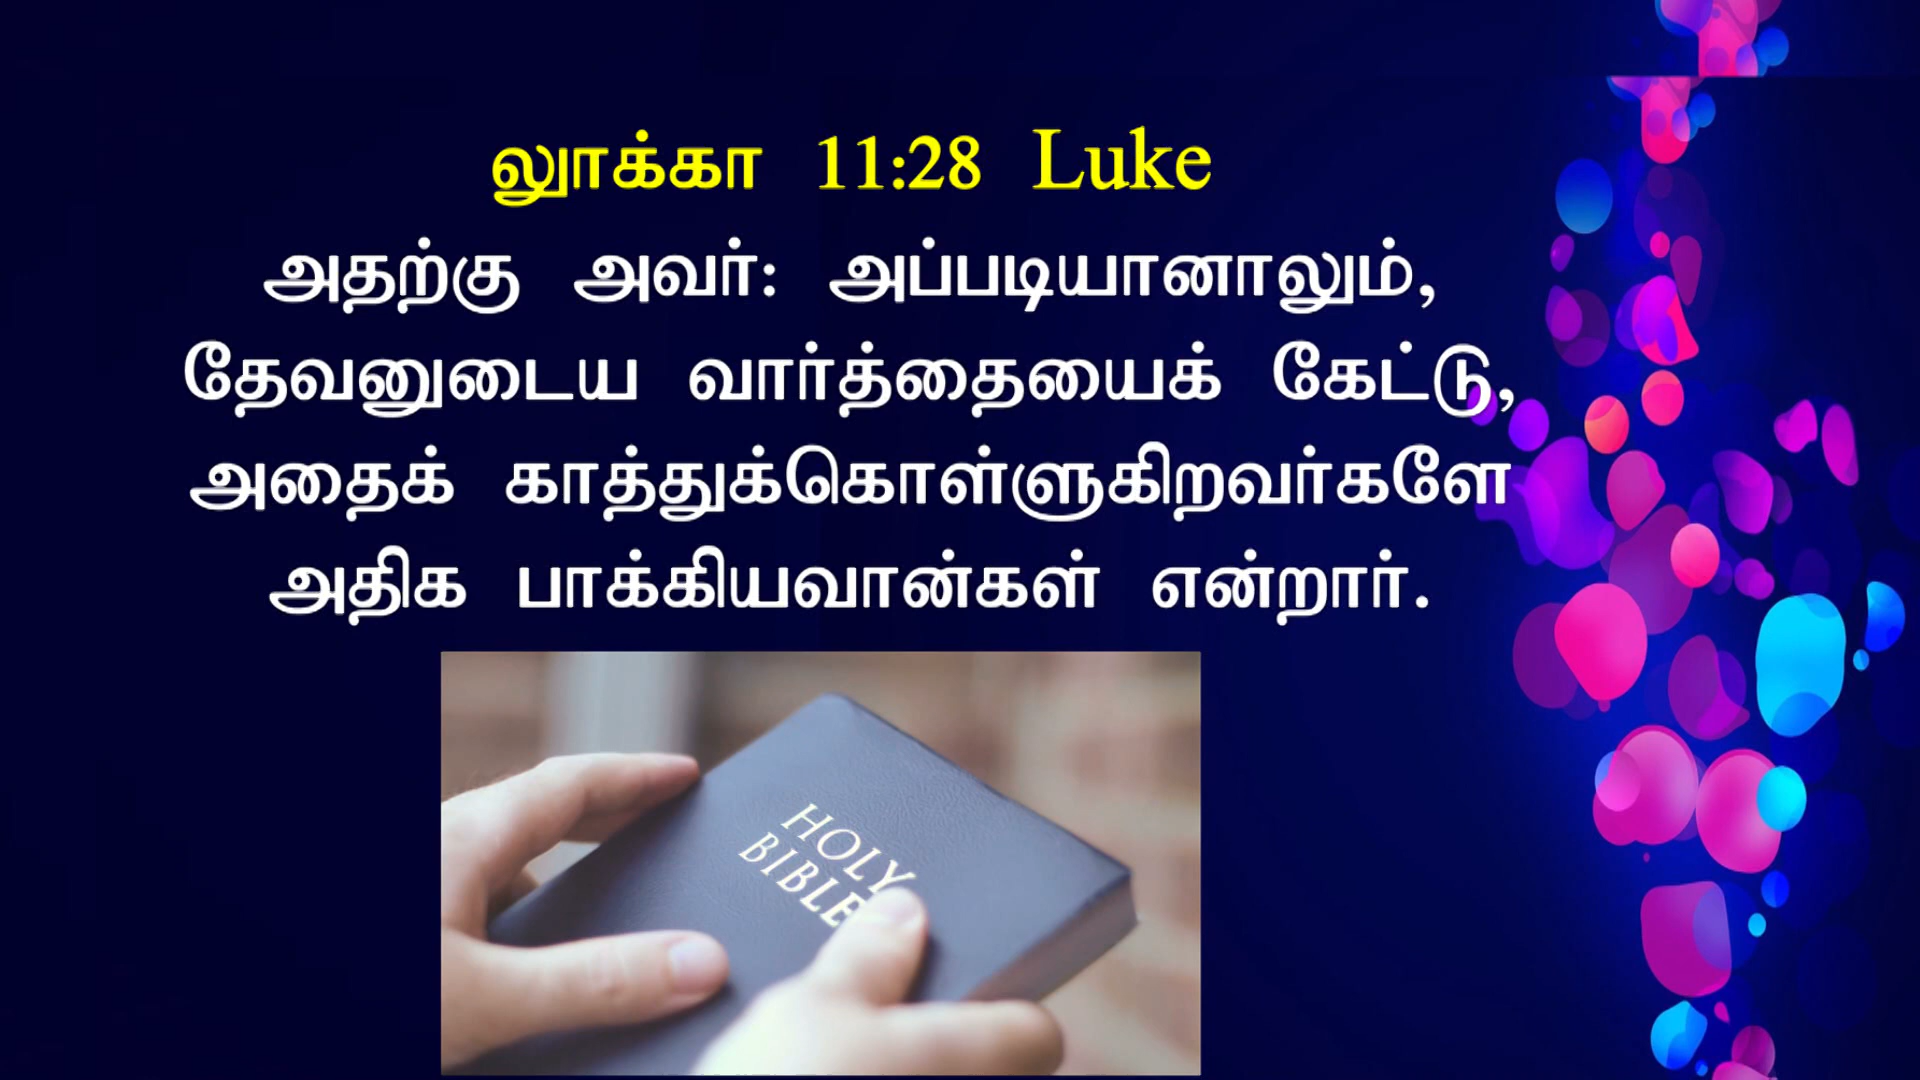 லூக்கா 11:28 Luke
அதற்கு அவர்: அப்படியானாலும்,
தேவனுடைய வார்த்தையைக் கேட்டு,
அதைக் காத்துக்கொள்ளுகிறவர்களே
அதிக பாக்கியவான்கள் என்றார்.
HOLY
BIBLE